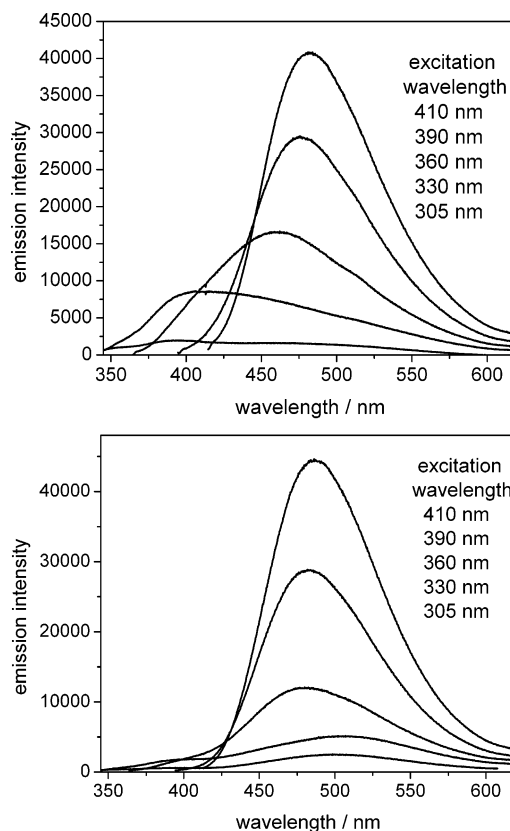 45000
40000
35000
30000
25000
20000
15000
10000
5000
0
emission intensity
excitation
wavelength
410 nm
390 nm
360 nm
330 nm
305 nm
350 400 450 500 550 600
wavelength / nm
40000
30000
20000
10000
0
emission intensity
excitation
wavelength
410 nm
390 nm
360 nm
330 nm
305 nm
350 400 450 500 550 600
wavelength / nm